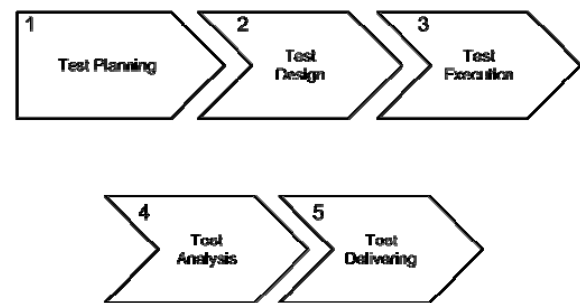 1
Test Planning
2
Test
Design
3
Test
Execution
4
Test
Analysis
5
Test
Delivering